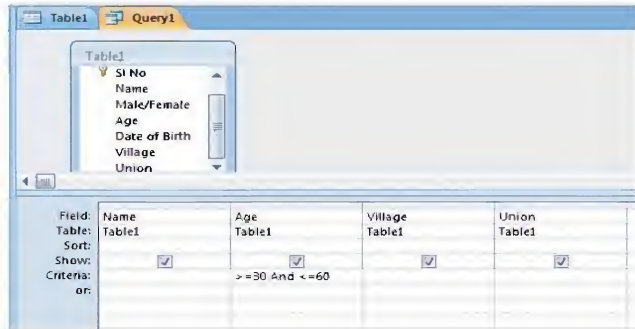 Table1 Query1
Table1
Sl No
Name
Male/Female
Age
Date of Birth
Village
Union
Field: Name Age Village Union
Table: Table1 Table1 Table1 Table1
Sort:
Show:
Criteria: >=30 And <=60
or: